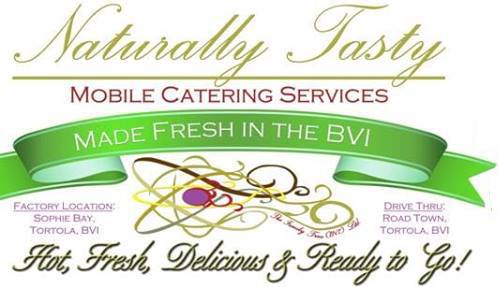 Naturally Tasty
MOBILE CATERING SERVICES
MADE FRESH IN THE BVI
FACTORY LOCATION:
SOPHIE BAY,
TORTOLA, BVI
DRIVE THRU:
ROAD TOWN,
TORTOLA, BVI
Hot, Fresh, Delicious & Ready to Go!